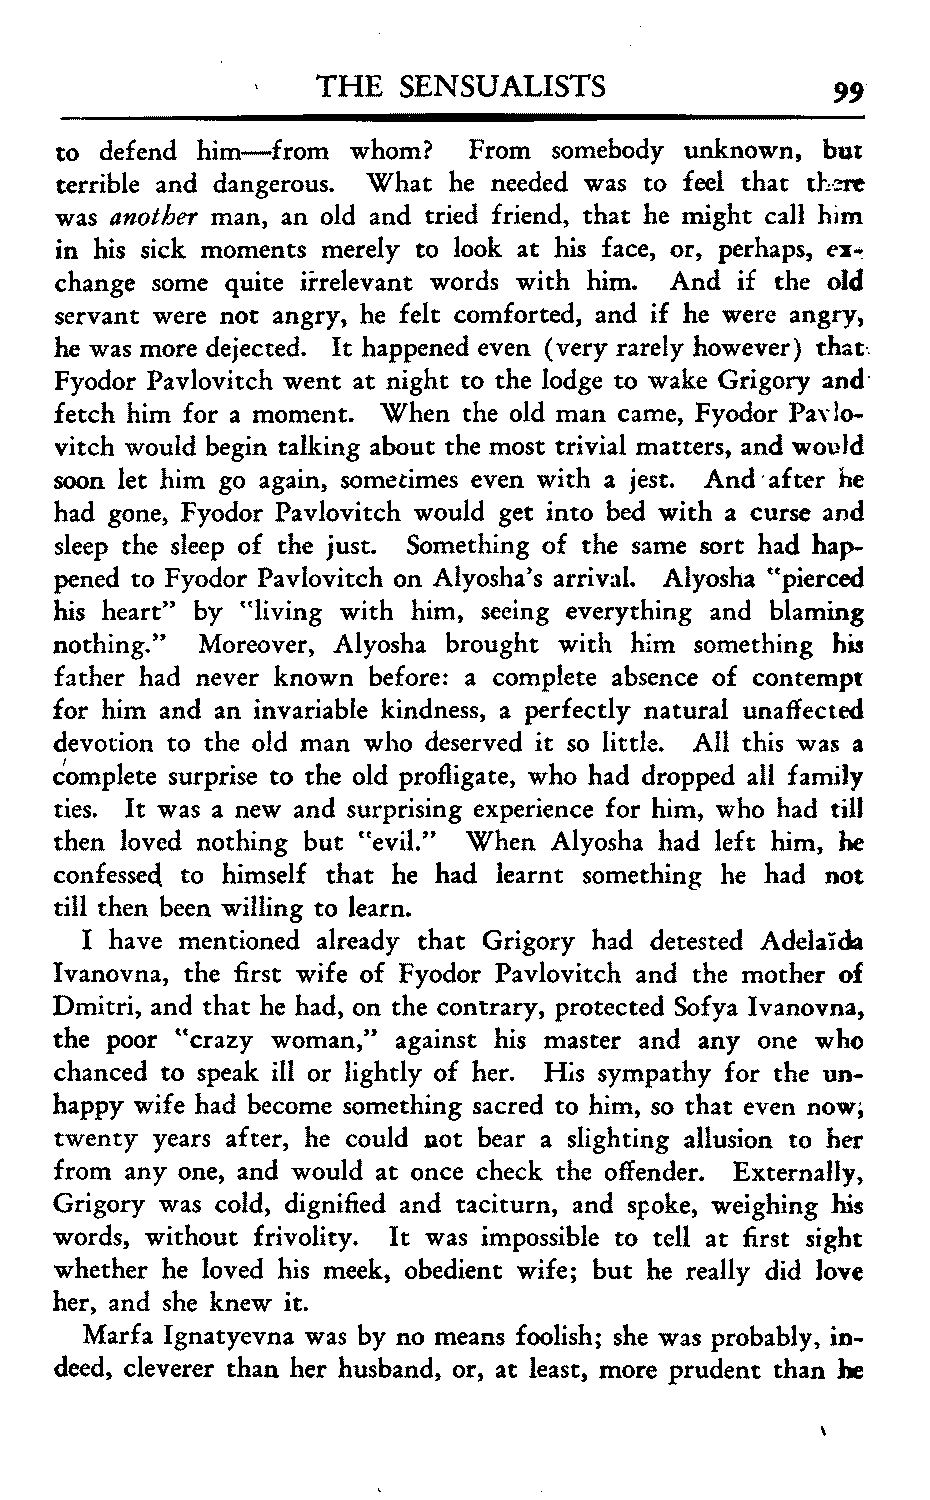 THE SENSUALISTS 99
to defend him—from whom? From somebody unknown, but
terrible and dangerous. What he needed was to feel that there
was another man, an old and tried friend, that he might call him
in his sick moments merely to look at his face, or, perhaps, ex-
change some quite irrelevant words with him. And if the old
servant were not angry, he felt comforted, and if he were angry,
he was more dejected. It happened even (very rarely however) that
Fyodor Pavlovitch went at night to the lodge to wake Grigory and
fetch him for a moment. When the old man came, Fyodor Pavlo-
vitch would begin talking about the most trivial matters, and would
soon let him go again, sometimes even with a jest. And after he
had gone, Fyodor Pavlovitch would get into bed with a curse and
sleep the sleep of the just. Something of the same sort had hap-
pened to Fyodor Pavlovitch on Alyosha's arrival. Alyosha "pierced
his heart" by "living with him, seeing everything and blaming
nothing." Moreover, Alyosha brought with him something his
father had never known before: a complete absence of contempt
for him and an invariable kindness, a perfectly natural unaffected
devotion to the old man who deserved it so little. All this was a
complete surprise to the old profligate, who had dropped all family
ties. It was a new and surprising experience for him, who had till
then loved nothing but "evil." When Alyosha had left him, he
confessed to himself that he had learnt something he had not
till then been willing to learn.
I have mentioned already that Grigory had detested Adelaïda
Ivanovna, the first wife of Fyodor Pavlovitch and the mother of
Dmitri, and that he had, on the contrary, protected Sofya Ivanovna,
the poor "crazy woman," against his master and any one who
chanced to speak ill or lightly of her. His sympathy for the un-
happy wife had become something sacred to him, so that even now,
twenty years after, he could not bear a slighting allusion to her
from any one, and would at once check the offender. Externally,
Grigory was cold, dignified and taciturn, and spoke, weighing his
words, without frivolity. It was impossible to tell at first sight
whether he loved his meek, obedient wife; but he really did love
her, and she knew it.
Marfa Ignatyevna was by no means foolish; she was probably, in-
deed, cleverer than her husband, or, at least, more prudent than he